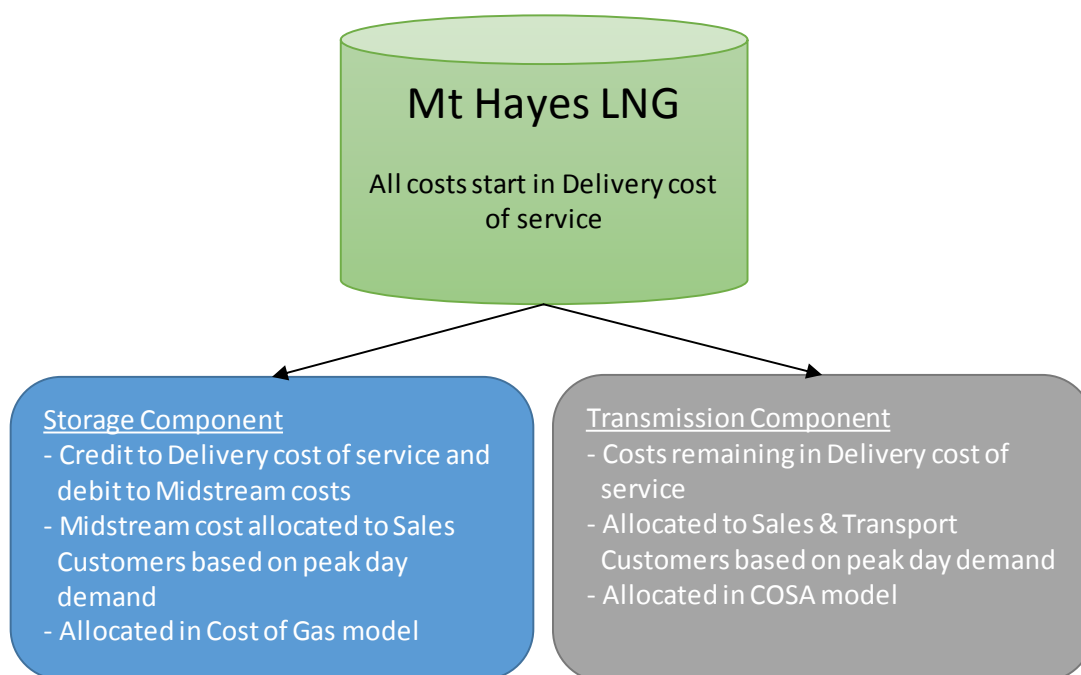 Mt Hayes LNG
All costs start in Delivery cost
of service
Storage Component
- Credit to Delivery cost of service and
debit to Midstream costs
- Midstream cost allocated to Sales
Customers based on peak day
demand
- Allocated in Cost of Gas model
Transmission Component
- Costs remaining in Delivery cost of
service
- Allocated to Sales & Transport
Customers based on peak day demand
- Allocated in COSA model